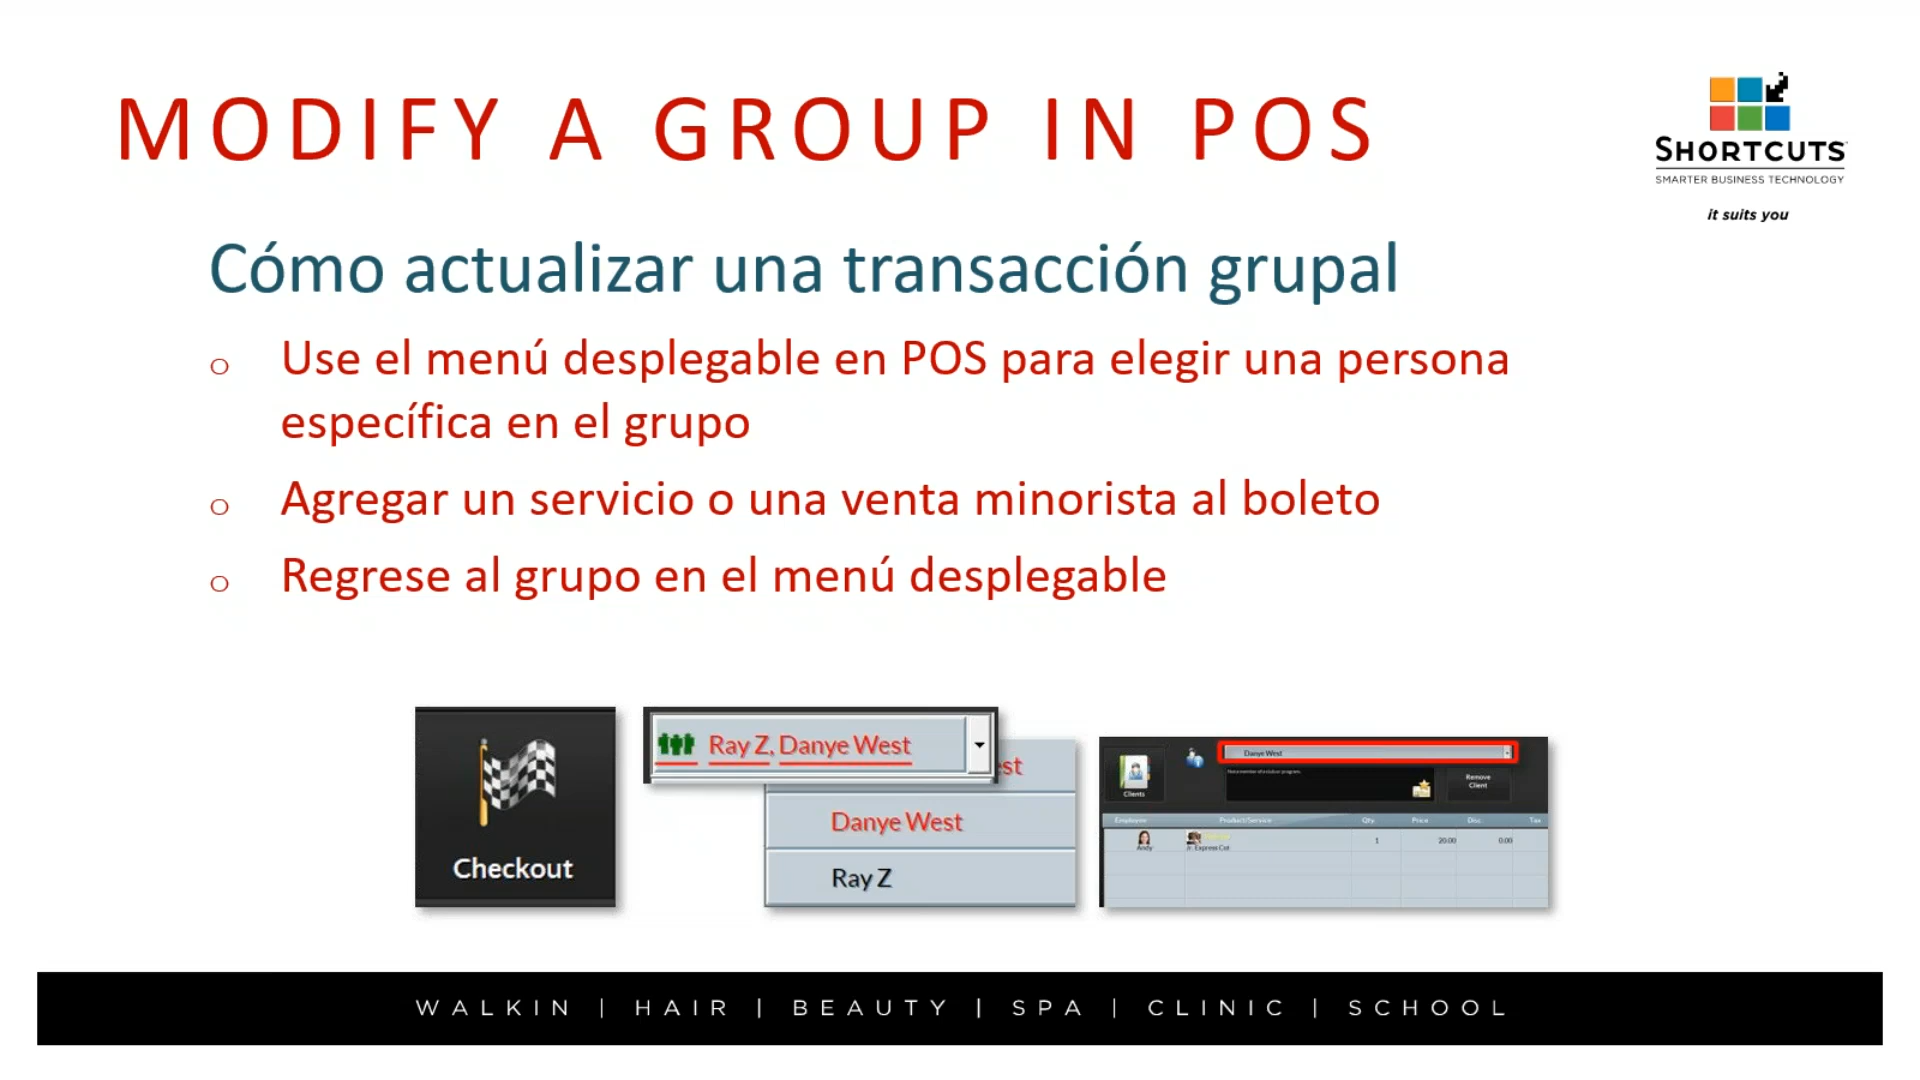 MODIFY A GROUP IN POS
SHORTCUTS
SMARTER BUSINESS TECHNOLOGY
it suits you
Cómo actualizar una transacción grupal
o Use el menú desplegable en POS para elegir una persona
específica en el grupo
o Agregar un servicio o una venta minorista al boleto
o Regrese al grupo en el menú desplegable
Checkout
Ray Z, Danye West
st
Danye West
Ray Z
Danye West
Clients
Remove
Client
Employee Product/Service Qty. Price Disc. Tax
Andy Jr. Express Cut 1 20.00 0.00
WALKIN | HAIR | BEAUTY | SPA | CLINIC | SCHOOL